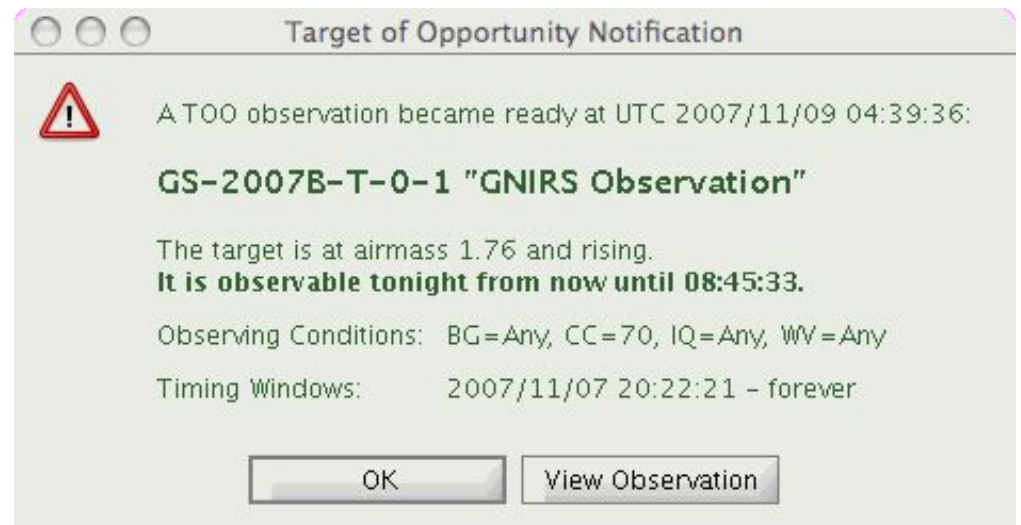 Target of Opportunity Notification
A TOO observation became ready at UTC 2007/11/09 04:39:36:
GS-2007B-T-0-1 "GNIRS Observation"
The target is at airmass 1.76 and rising.
It is observable tonight from now until 08:45:33.
Observing Conditions: BG=Any, CC=70, IQ=Any, WV=Any
Timing Windows: 2007/11/07 20:22:21 – forever
OK View Observation